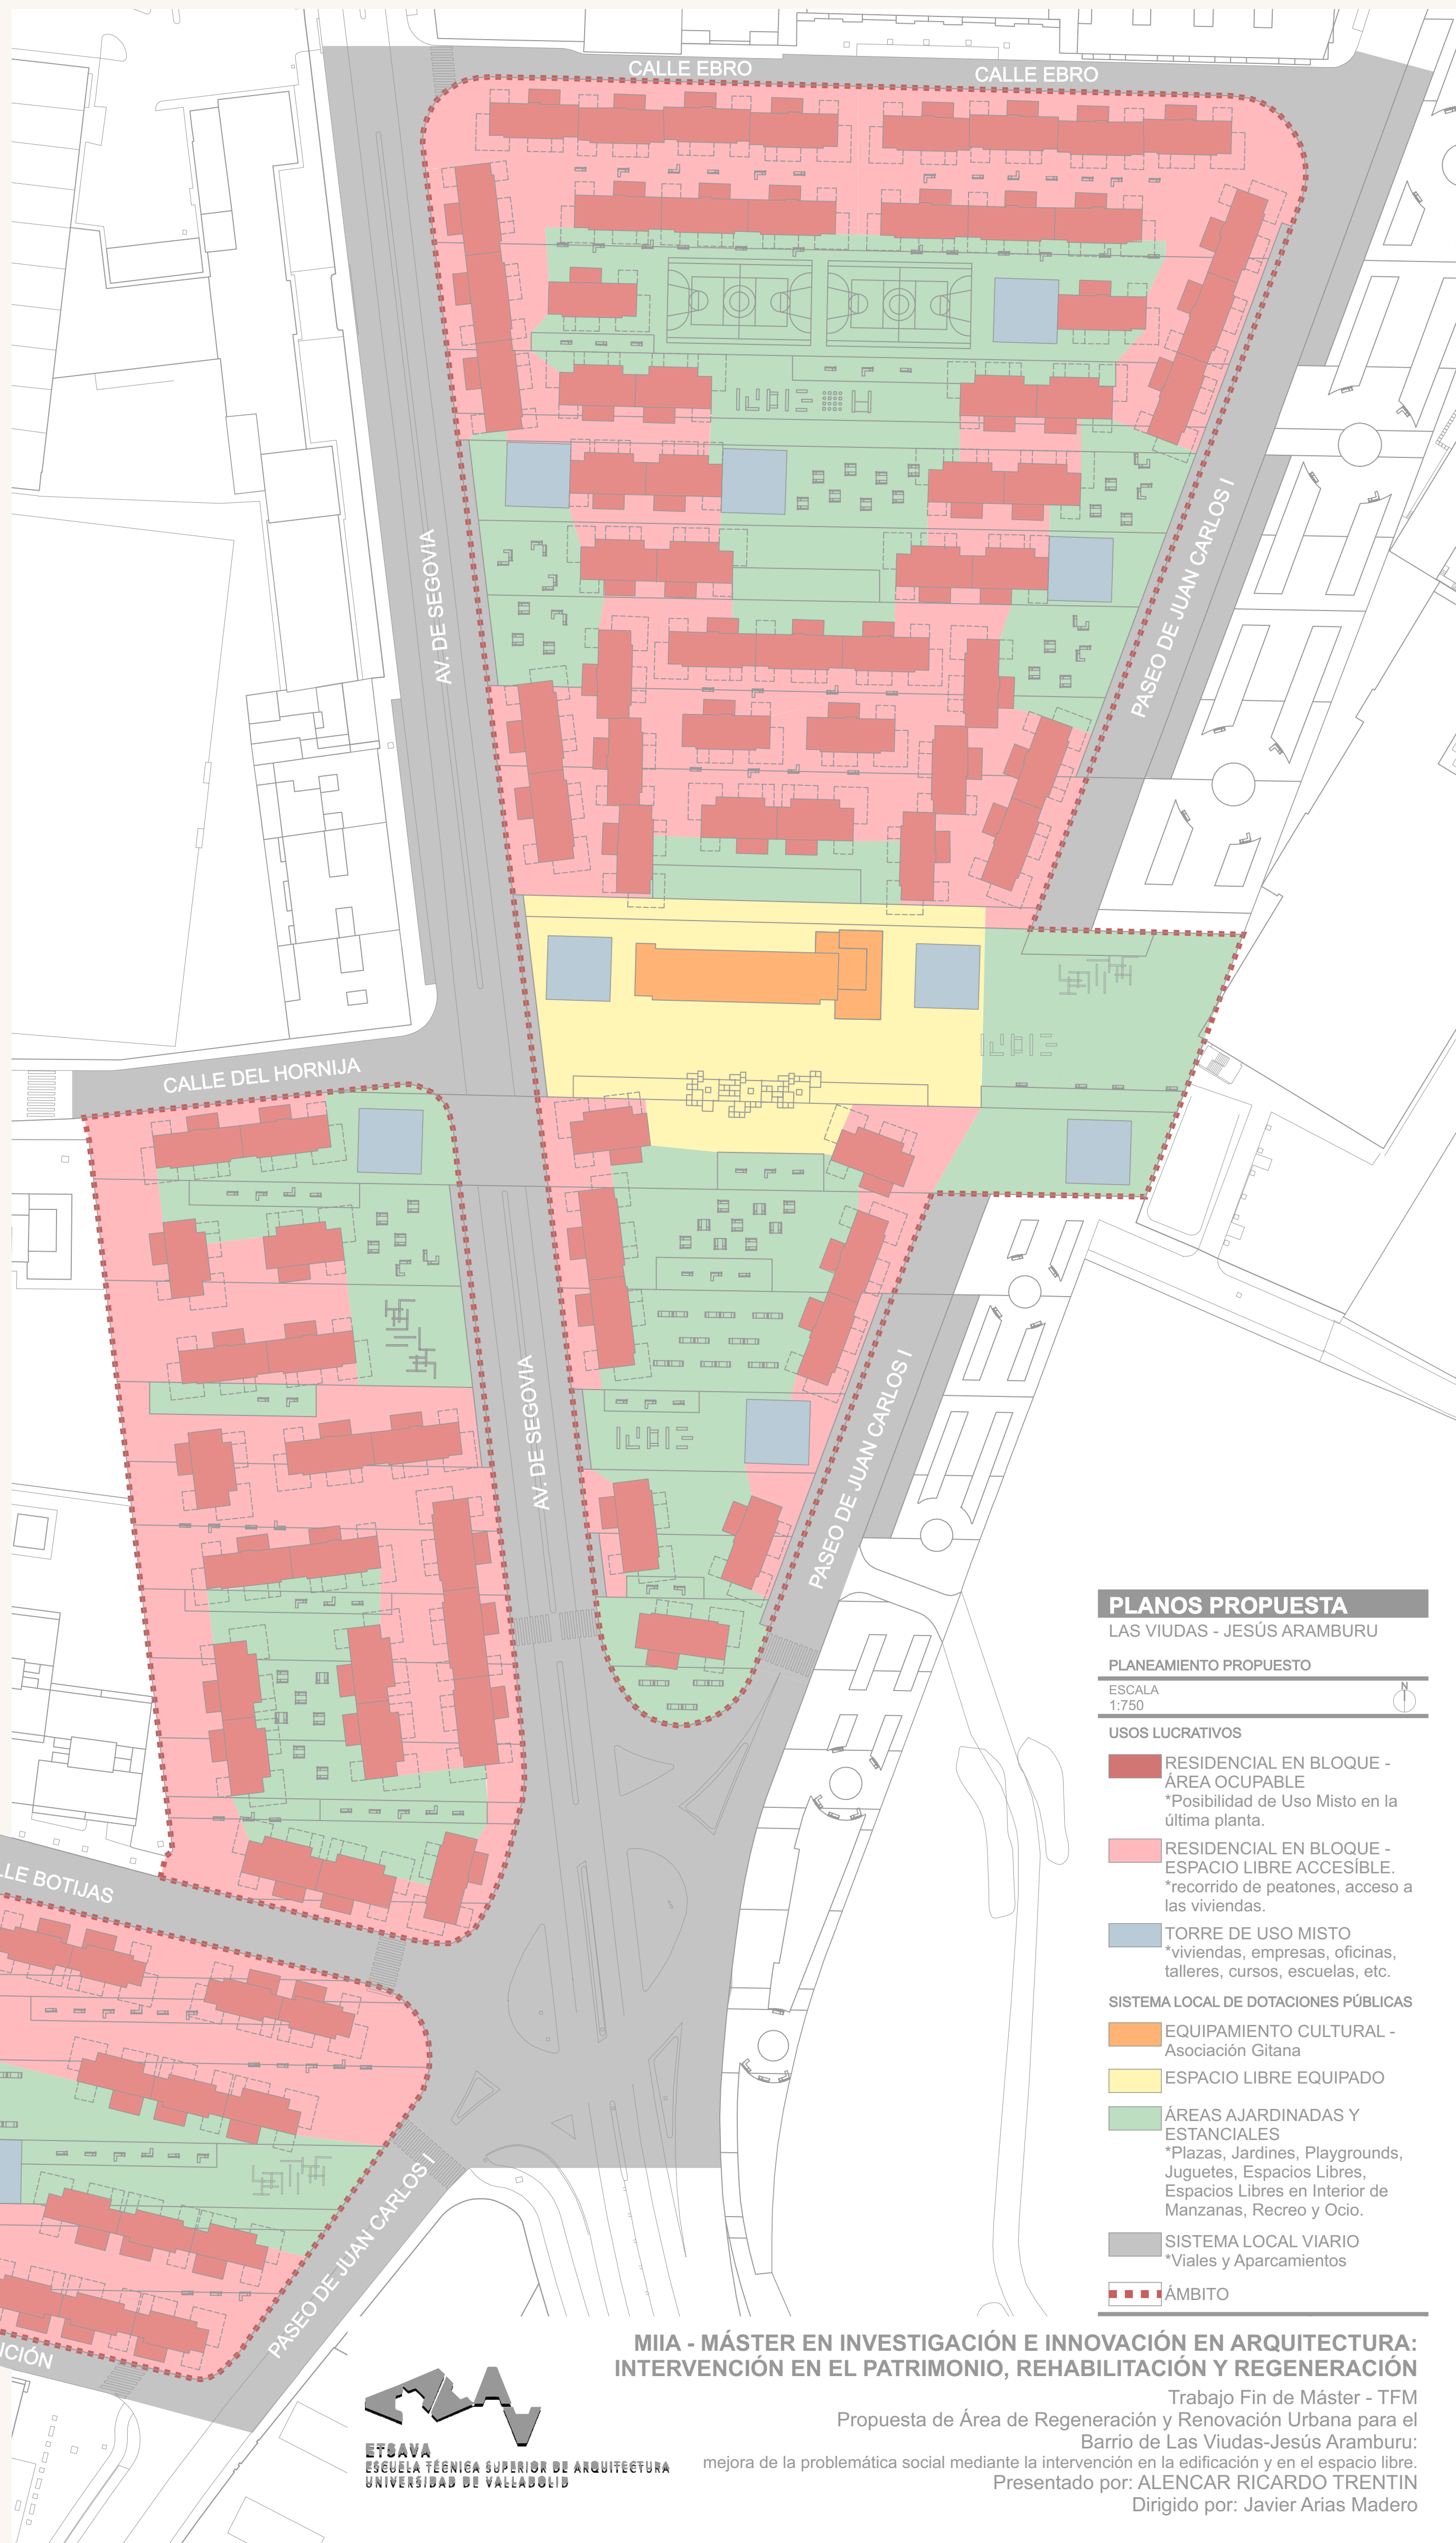 CALLE EBRO
CALLE EBRO
AV. DE SEGOVIA
PASEO DE JUAN CARLOS I
CALLE DEL HORNIJA
AV. DE SEGOVIA
PASEO DE JUAN CARLOS I
LLE BOTIJAS
PASEO DE JUAN CARLOS I
ICIÓN
PLANOS PROPUESTA
LAS VIUDAS - JESÚS ARAMBURU
PLANEAMIENTO PROPUESTO
ESCALA
1:750
N
USOS LUCRATIVOS
RESIDENCIAL EN BLOQUE -
ÁREA OCUPABLE
*Posibilidad de Uso Misto en la
última planta.
RESIDENCIAL EN BLOQUE -
ESPACIO LIBRE ACCESÍBLE.
*recorrido de peatones, acceso a
las viviendas.
TORRE DE USO MISTO
*viviendas, empresas, oficinas,
talleres, cursos, escuelas, etc.
SISTEMA LOCAL DE DOTACIONES PÚBLICAS
EQUIPAMIENTO CULTURAL -
Asociación Gitana
ESPACIO LIBRE EQUIPADO
ÁREAS AJARDINADAS Y
ESTANCIALES
*Plazas, Jardines, Playgrounds,
Juguetes, Espacios Libres,
Espacios Libres en Interior de
Manzanas, Recreo y Ocio.
SISTEMA LOCAL VIARIO
*Viales y Aparcamientos
ÁMBITO
MIIA - MÁSTER EN INVESTIGACIÓN E INNOVACIÓN EN ARQUITECTURA:
INTERVENCIÓN EN EL PATRIMONIO, REHABILITACIÓN Y REGENERACIÓN
Trabajo Fin de Máster - TFM
Propuesta de Área de Regeneración y Renovación Urbana para el
Barrio de Las Viudas-Jesús Aramburu:
mejora de la problemática social mediante la intervención en la edificación y en el espacio libre.
Presentado por: ALENCAR RICARDO TRENTIN
Dirigido por: Javier Arias Madero
ETSAVA
ESCUELA TÉCNICA SUPERIOR DE ARQUITECTURA
UNIVERSIDAD DE VALLADOLID